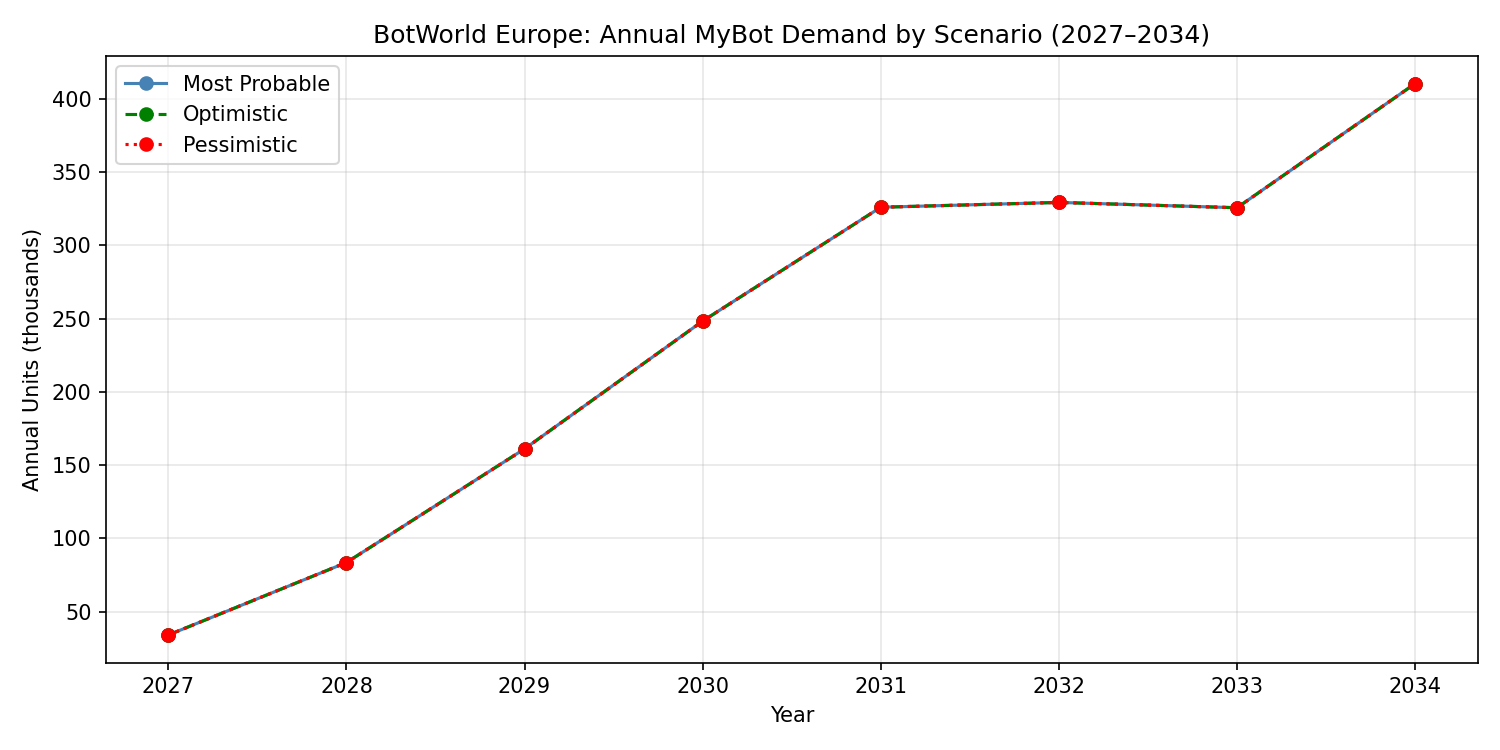 BotWorld Europe: Annual MyBot Demand by Scenario (2027–2034)
Most Probable
Optimistic
Pessimistic
Annual Units (thousands)
400
350
300
250
200
150
100
50
2027 2028 2029 2030 2031 2032 2033 2034
Year